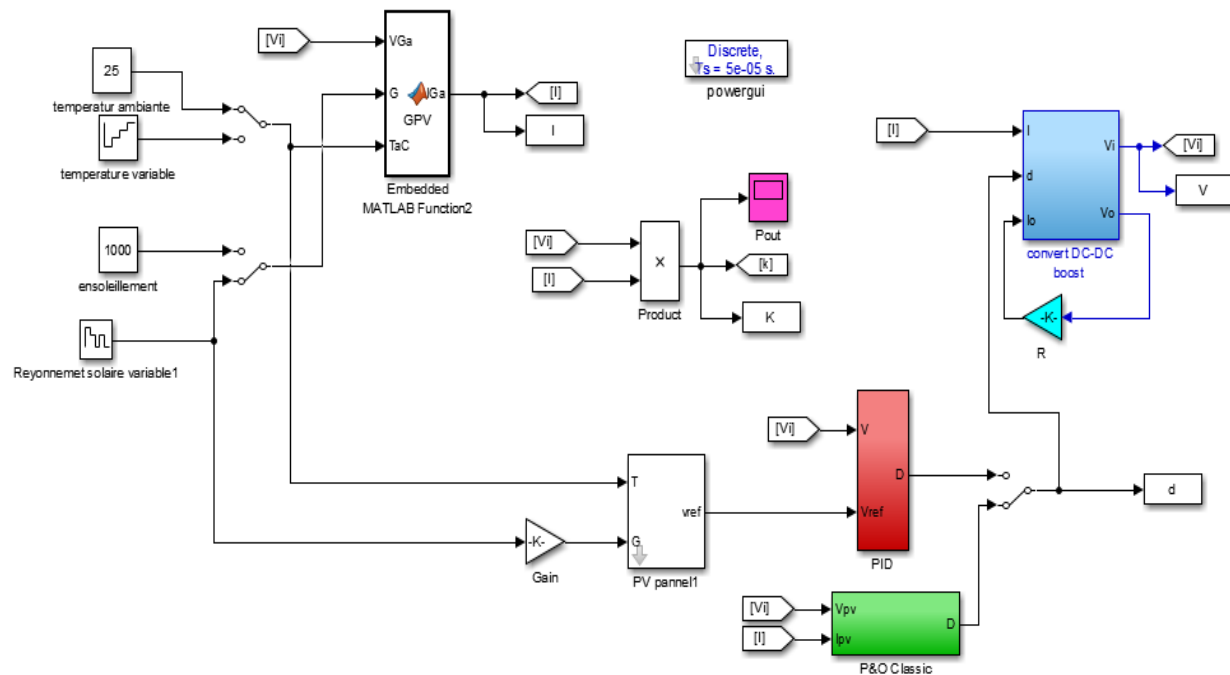 [Vi]
VGa
25
temperatur ambiante
G
IGa
GPV
[I]
I
TaC
temperature variable
Embedded
MATLAB Function2
Discrete,
Ts = 5e-05 s.
powergui
[I]
I
Vi
[Vi]
d
V
Io
Vo
convert DC-DC
boost
1000
ensoleillement
[Vi]
[I]
X
Product
Pout
[k]
K
-K-
R
Reyonnemet solaire variable1
[Vi]
V
D
Vref
PID
T
vref
G
PV pannel1
-K-
Gain
d
[Vi]
[I]
Vpv
D
Ipv
P&O Classic